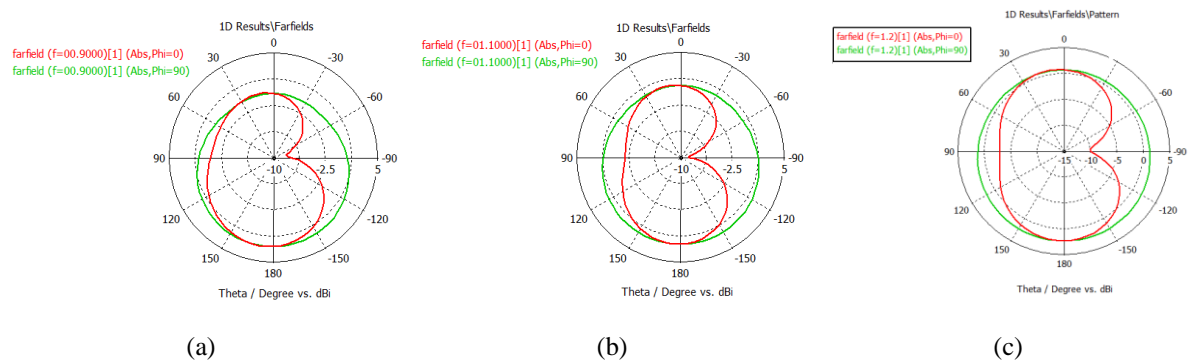 1D Results\Farfields
farfield (f=00.9000)[1] (Abs,Phi=0)
farfield (f=00.9000)[1] (Abs,Phi=90)
0
30 -30
60 -60
90 -10 -2.5 5 -90
120 -120
150 -150
180
Theta / Degree vs. dBi
(a)
1D Results\Farfields
farfield (f=01.1000)[1] (Abs,Phi=0)
farfield (f=01.1000)[1] (Abs,Phi=90)
0
30 -30
60 -60
90 -10 -2.5 5 -90
120 -120
150 -150
180
Theta / Degree vs. dBi
(b)
1D Results\Farfields\Pattern
farfield (f=1.2)[1] (Abs,Phi=0)
farfield (f=1.2)[1] (Abs,Phi=90)
0
30 -30
60 -60
90 -15 -10 -5 0 5 -90
120 -120
150 -150
180
Theta / Degree vs. dBi
(c)